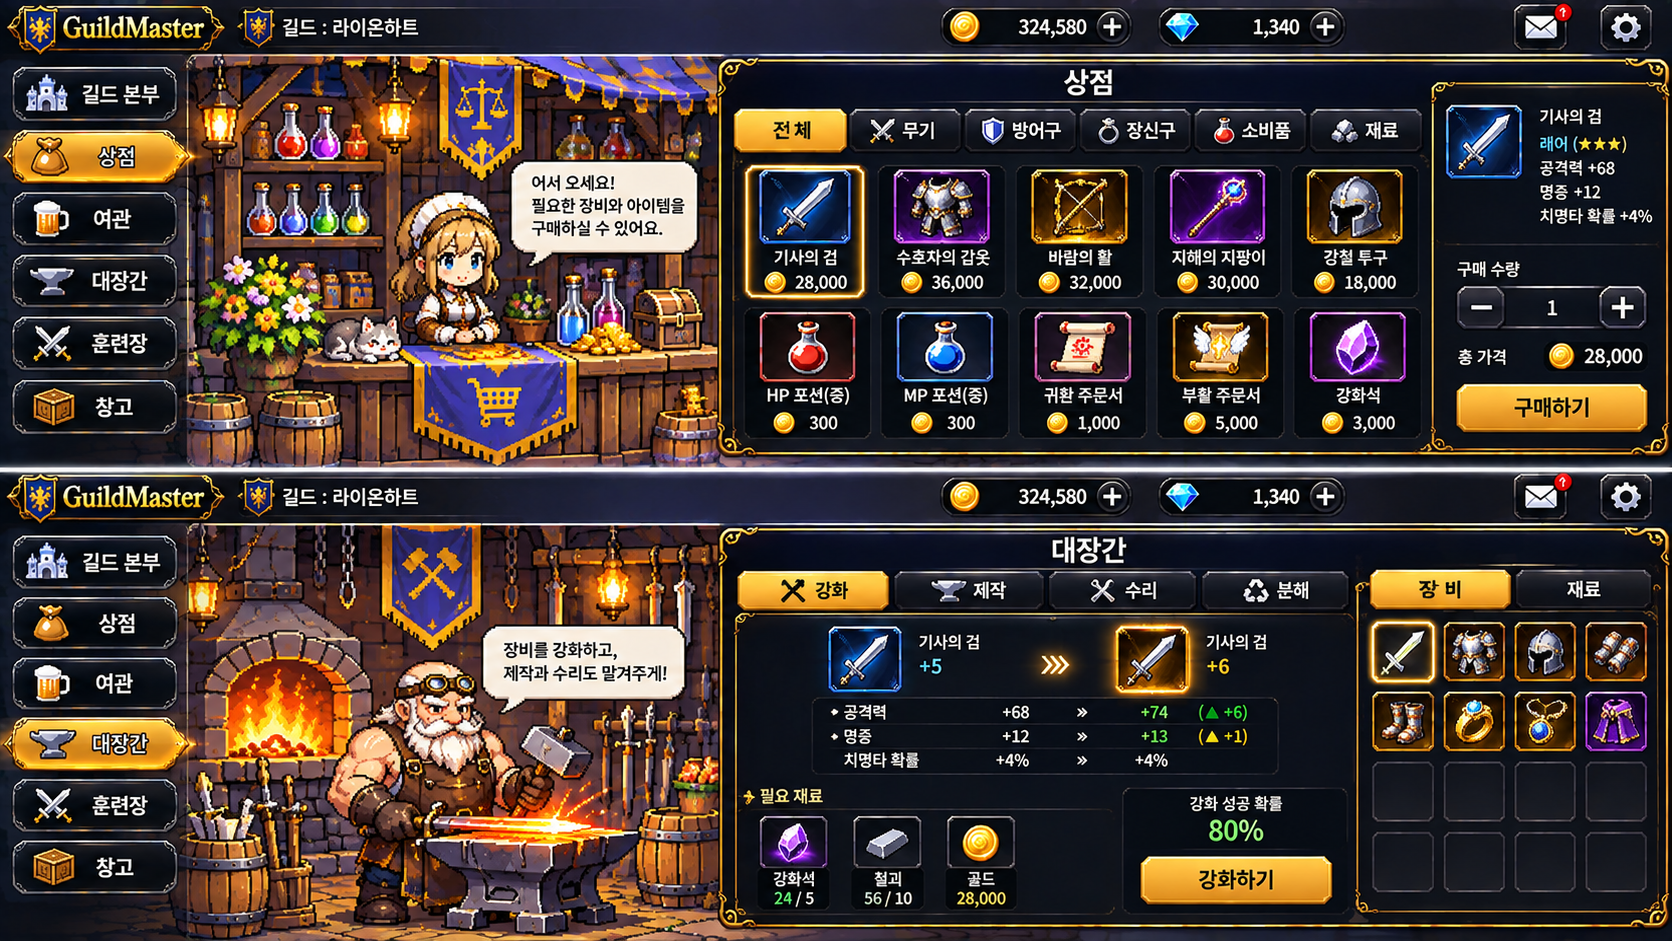 GuildMaster
길드 : 라이온하트
324,580
1,340
?
길드 본부
상점
여관
대장간
훈련장
창고
어서 오세요!
필요한 장비와 아이템을
구매하실 수 있어요.
상점
전체
무기
방어구
장신구
소비품
재료
기사의 검
28,000
수호차의 갑옷
36,000
바람의 활
32,000
지해의 지팡이
30,000
강철 투구
18,000
HP 포션(중)
300
MP 포션(중)
300
귀환 주문서
1,000
부활 주문서
5,000
강화석
3,000
기사의 검
래어 (★★★)
공격력 +68
명중 +12
치명타 확률 +4%
구매 수량
1
총 가격
28,000
구매하기
GuildMaster
길드 : 라이온하트
324,580
1,340
?
길드 본부
상점
여관
대장간
훈련장
창고
장비를 강화하고,
제작과 수리도 맡겨주게!
대장간
강화
제작
수리
분해
기사의 검
+5
기사의 검
+6
공격력 +68 » +74 (▲ +6)
명중 +12 » +13 (▲ +1)
치명타 확률 +4% » +4%
필요 재료
강화석
24 / 5
철괴
56 / 10
골드
28,000
강화 성공 확률
80%
강화하기
장비
재료